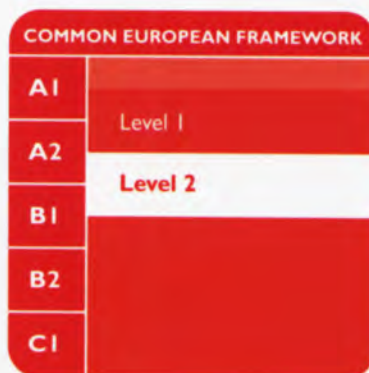 COMMON EUROPEAN FRAMEWORK
A1
Level 1
A2
Level 2
B1
B2
C1